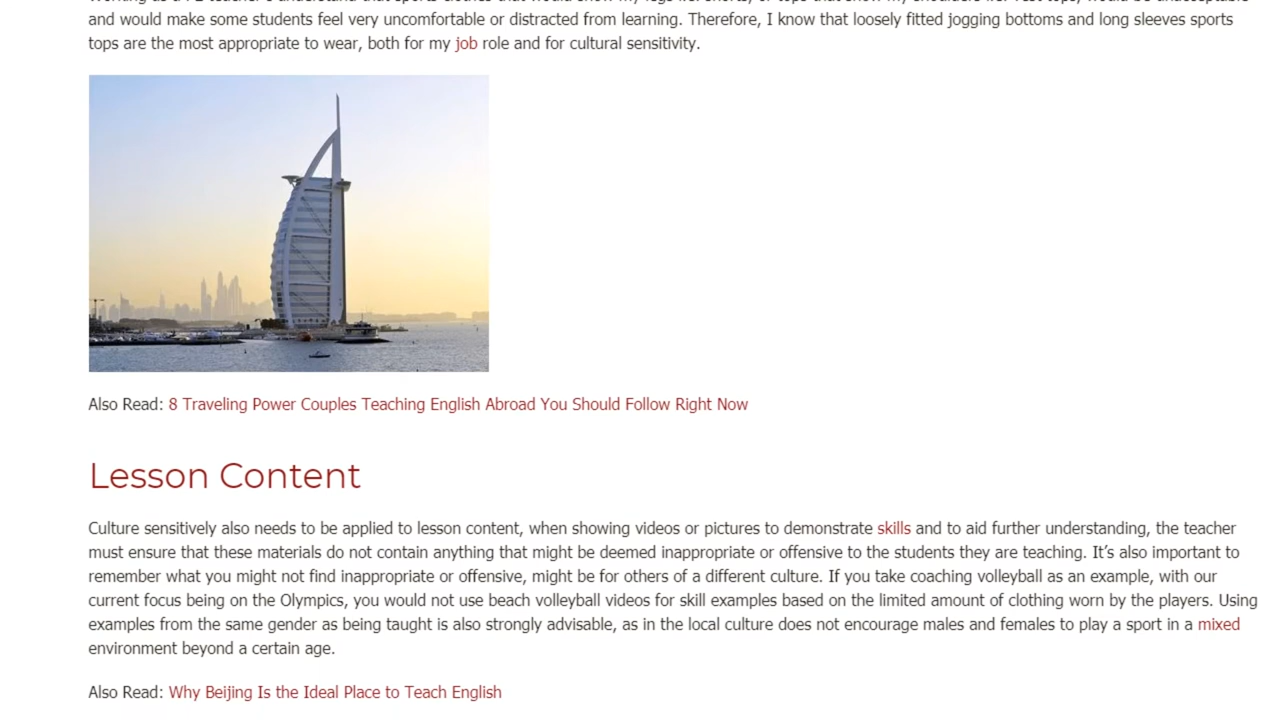 and would make some students feel very uncomfortable or distracted from learning. Therefore, I know that loosely fitted jogging bottoms and long sleeves sports
tops are the most appropriate to wear, both for my job role and for cultural sensitivity.
Also Read: 8 Traveling Power Couples Teaching English Abroad You Should Follow Right Now
Lesson Content
Culture sensitively also needs to be applied to lesson content, when showing videos or pictures to demonstrate skills and to aid further understanding, the teacher
must ensure that these materials do not contain anything that might be deemed inappropriate or offensive to the students they are teaching. It’s also important to
remember what you might not find inappropriate or offensive, might be for others of a different culture. If you take coaching volleyball as an example, with our
current focus being on the Olympics, you would not use beach volleyball videos for skill examples based on the limited amount of clothing worn by the players. Using
examples from the same gender as being taught is also strongly advisable, as in the local culture does not encourage males and females to play a sport in a mixed
environment beyond a certain age.
Also Read: Why Beijing Is the Ideal Place to Teach English